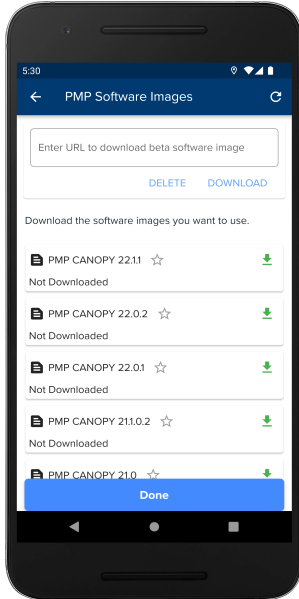 5:30
PMP Software Images
Enter URL to download beta software image
DELETE DOWNLOAD
Download the software images you want to use.
PMP CANOPY 22.1.1
Not Downloaded
PMP CANOPY 22.0.2
Not Downloaded
PMP CANOPY 22.0.1
Not Downloaded
PMP CANOPY 21.1.0.2
Not Downloaded
PMP CANOPY 21.0
Done